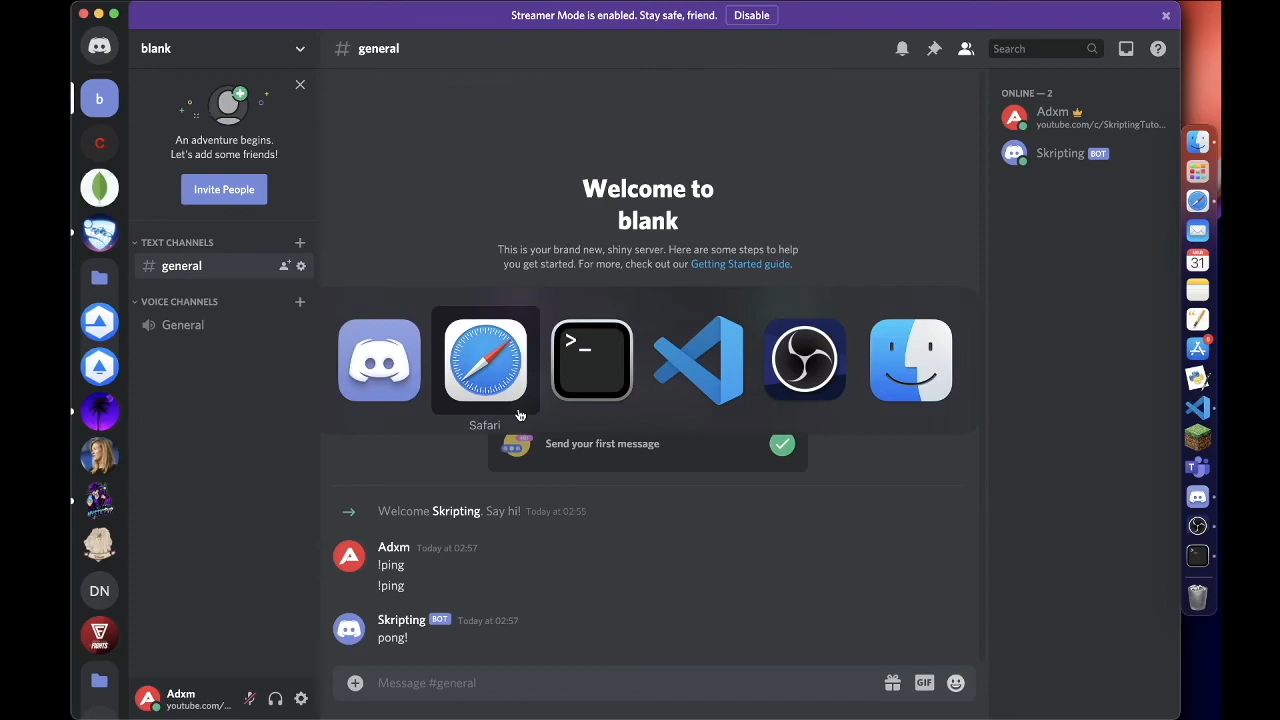 Streamer Mode is enabled. Stay safe, friend.
Disable
blank
general
Search
b
An adventure begins.
Let's add some friends!
Invite People
C
TEXT CHANNELS
general
VOICE CHANNELS
General
DN
FIGHTS
Adxm
youtube.com/...
Welcome to
blank
This is your brand new, shiny server. Here are some steps to help
you get started. For more, check out our Getting Started guide.
>_
Safari
Send your first message
Welcome Skripting. Say hi! Today at 02:55
Adxm Today at 02:57
!ping
!ping
Skripting BOT Today at 02:57
pong!
Message #general
GIF
ONLINE — 2
Adxm
youtube.com/c/SkriptingTuto...
Skripting BOT
31